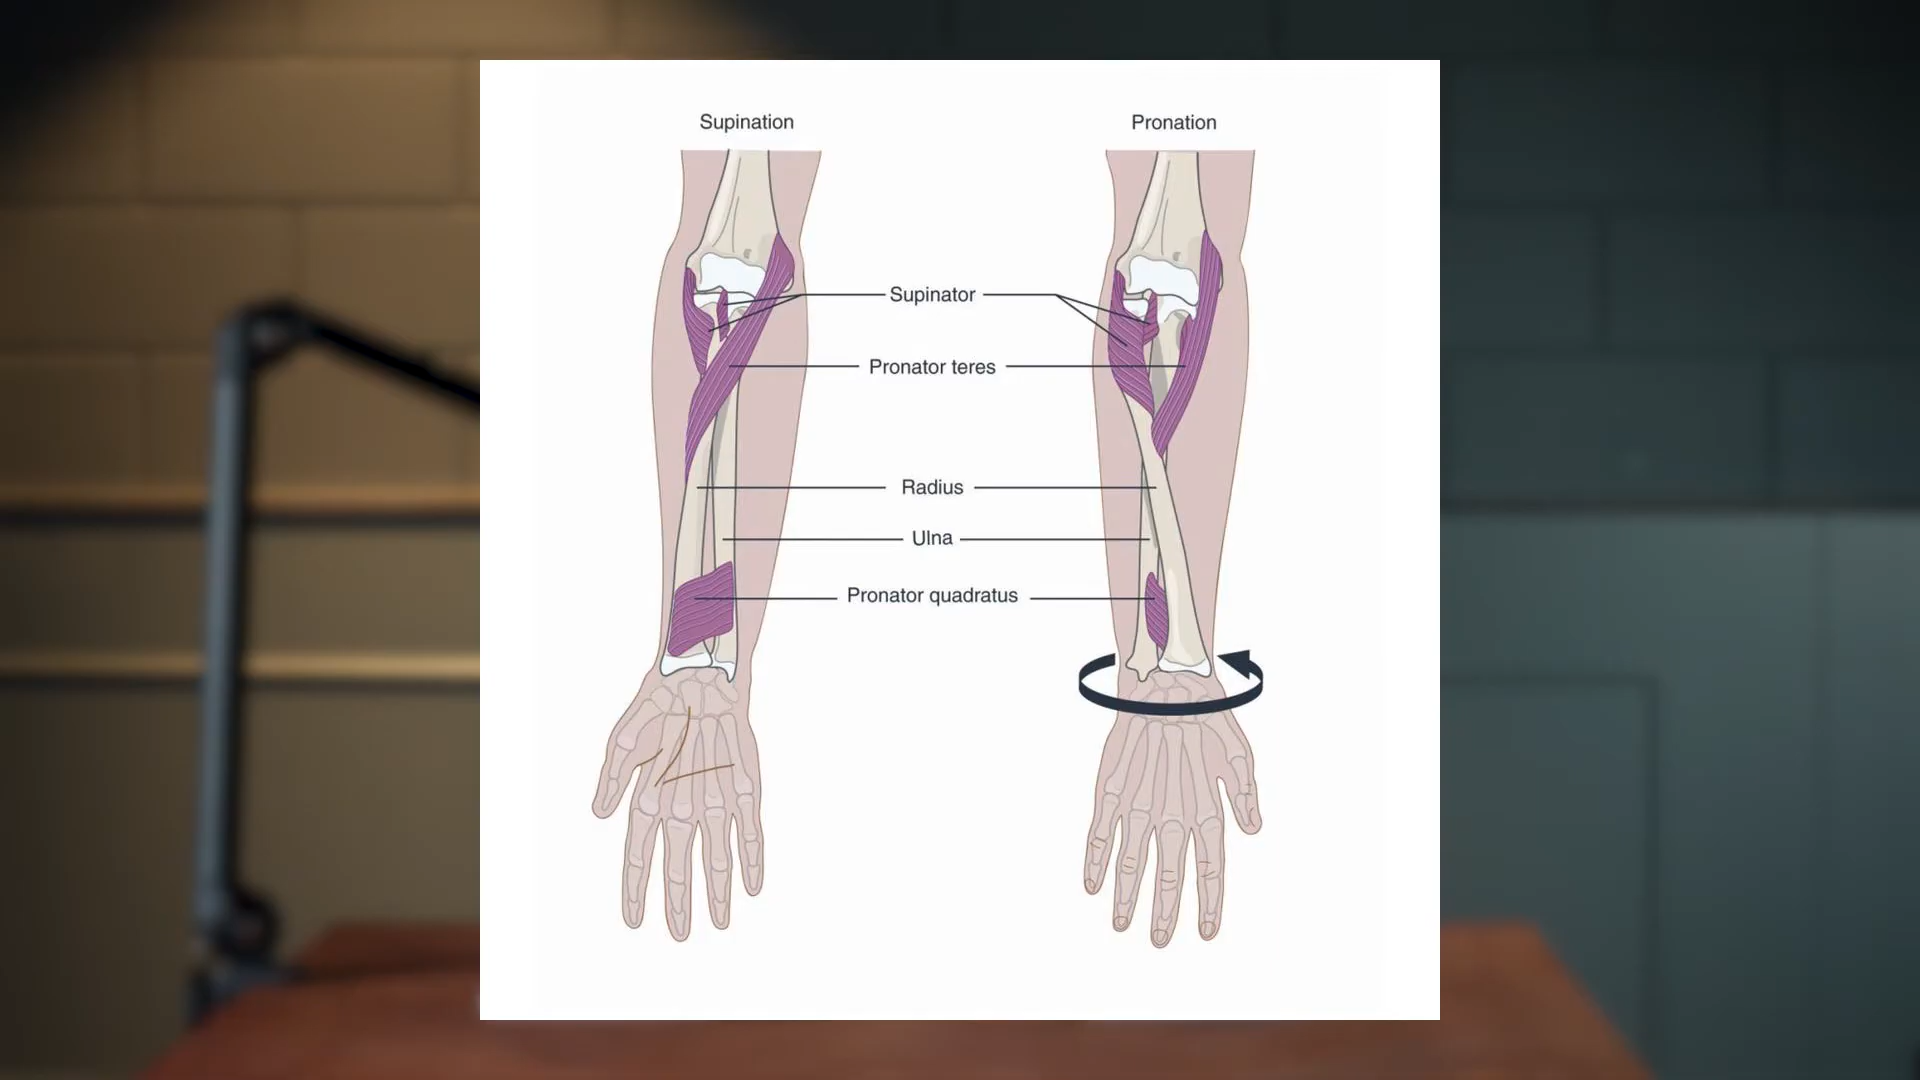 Supination
Pronation
Supinator
Pronator teres
Radius
Ulna
Pronator quadratus